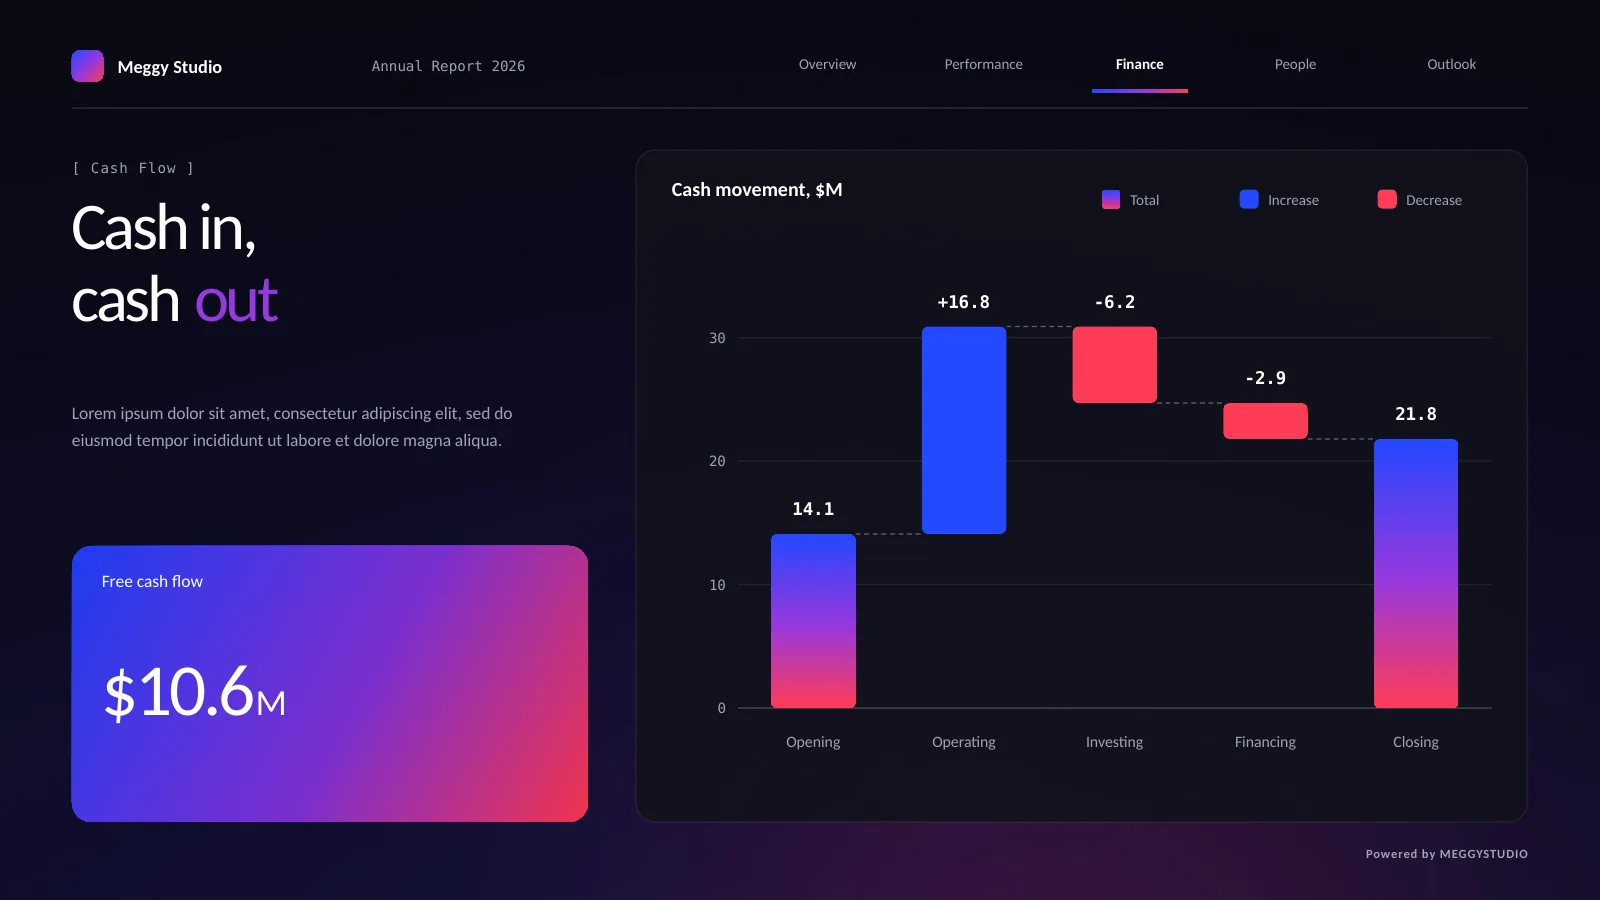 Meggy Studio
Annual Report 2026
Overview
Performance
Finance
People
Outlook
[ Cash Flow ]
Cash in,
cash out
Lorem ipsum dolor sit amet, consectetur adipiscing elit, sed do
eiusmod tempor incididunt ut labore et dolore magna aliqua.
Free cash flow
$10.6M
Cash movement, $M
Total
Increase
Decrease
+16.8
-6.2
30
-2.9
21.8
20
14.1
10
0
Opening
Operating
Investing
Financing
Closing
Powered by MEGGYSTUDIO